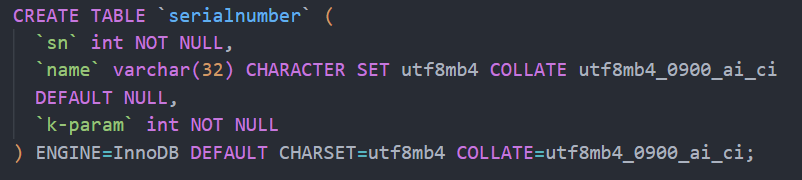 CREATE TABLE `serialnumber` (
  `sn` int NOT NULL,
  `name` varchar(32) CHARACTER SET utf8mb4 COLLATE utf8mb4_0900_ai_ci
  DEFAULT NULL,
  `k-param` int NOT NULL
) ENGINE=InnoDB DEFAULT CHARSET=utf8mb4 COLLATE=utf8mb4_0900_ai_ci;